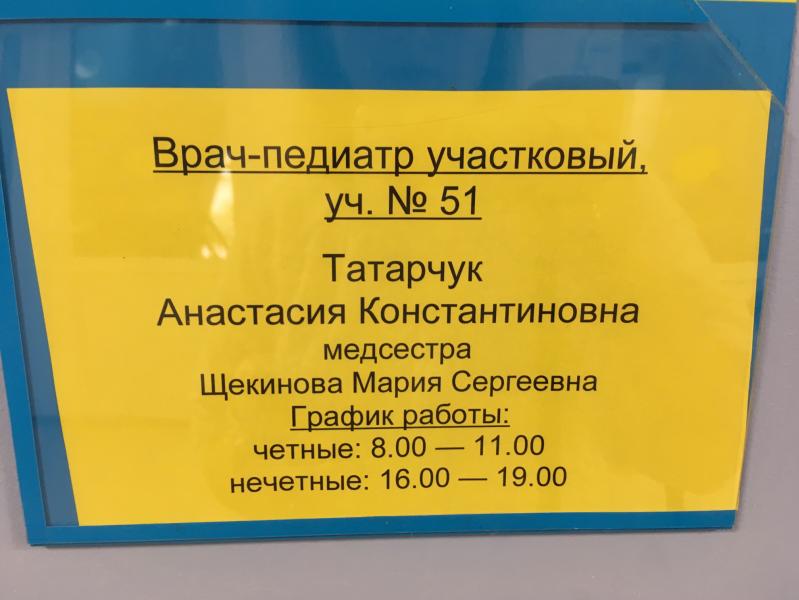 Врач-педиатр участковый,
уч. № 51
Татарчук
Анастасия Константиновна
медсестра
Щекинова Мария Сергеевна
График работы:
четные: 8.00 — 11.00
нечетные: 16.00 — 19.00